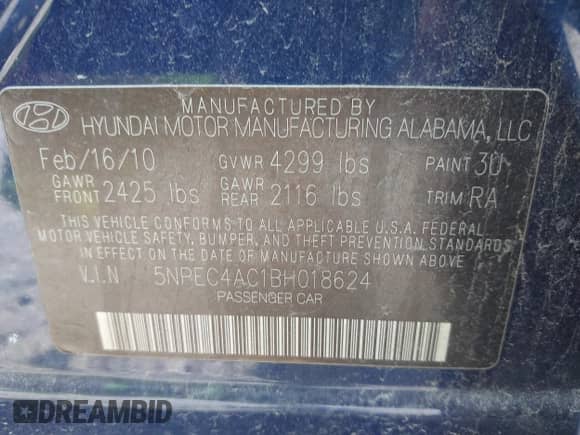 MANUFACTURED BY
HYUNDAI MOTOR MANUFACTURING ALABAMA, LLC
Feb/16/10 GVWR 4299 lbs PAINT 3U
GAWR FRONT 2425 lbs GAWR REAR 2116 lbs TRIM RA
THIS VEHICLE CONFORMS TO ALL APPLICABLE U.S.A. FEDERAL
MOTOR VEHICLE SAFETY, BUMPER, AND THEFT PREVENTION
STANDARDS IN EFFECT ON THE DATE OF MANUFACTURE SHOWN ABOVE
V.I.N 5NPEC4AC1BH018624
PASSENGER CAR
DREAMBID